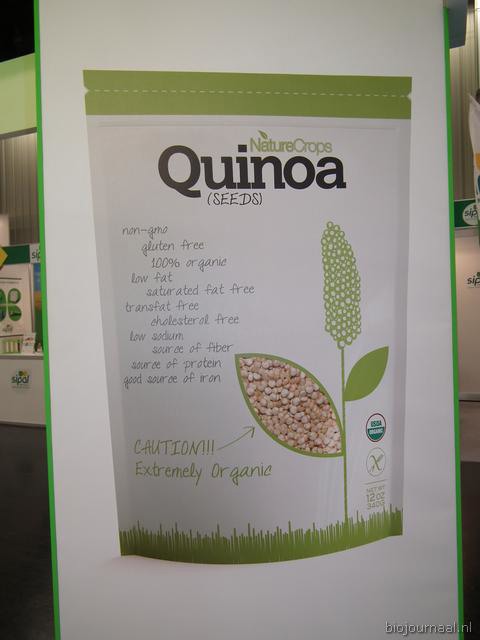 NatureCrops
Quinoa
(SEEDS)
non-gmo
gluten free
100% organic
low fat
saturated fat free
transfat free
cholesterol free
low sodium
source of fiber
source of protein
good source of iron
CAUTION!!!
Extremely Organic
USDA
ORGANIC
NET WT
12 OZ
340G
sipal
biojournaal.nl